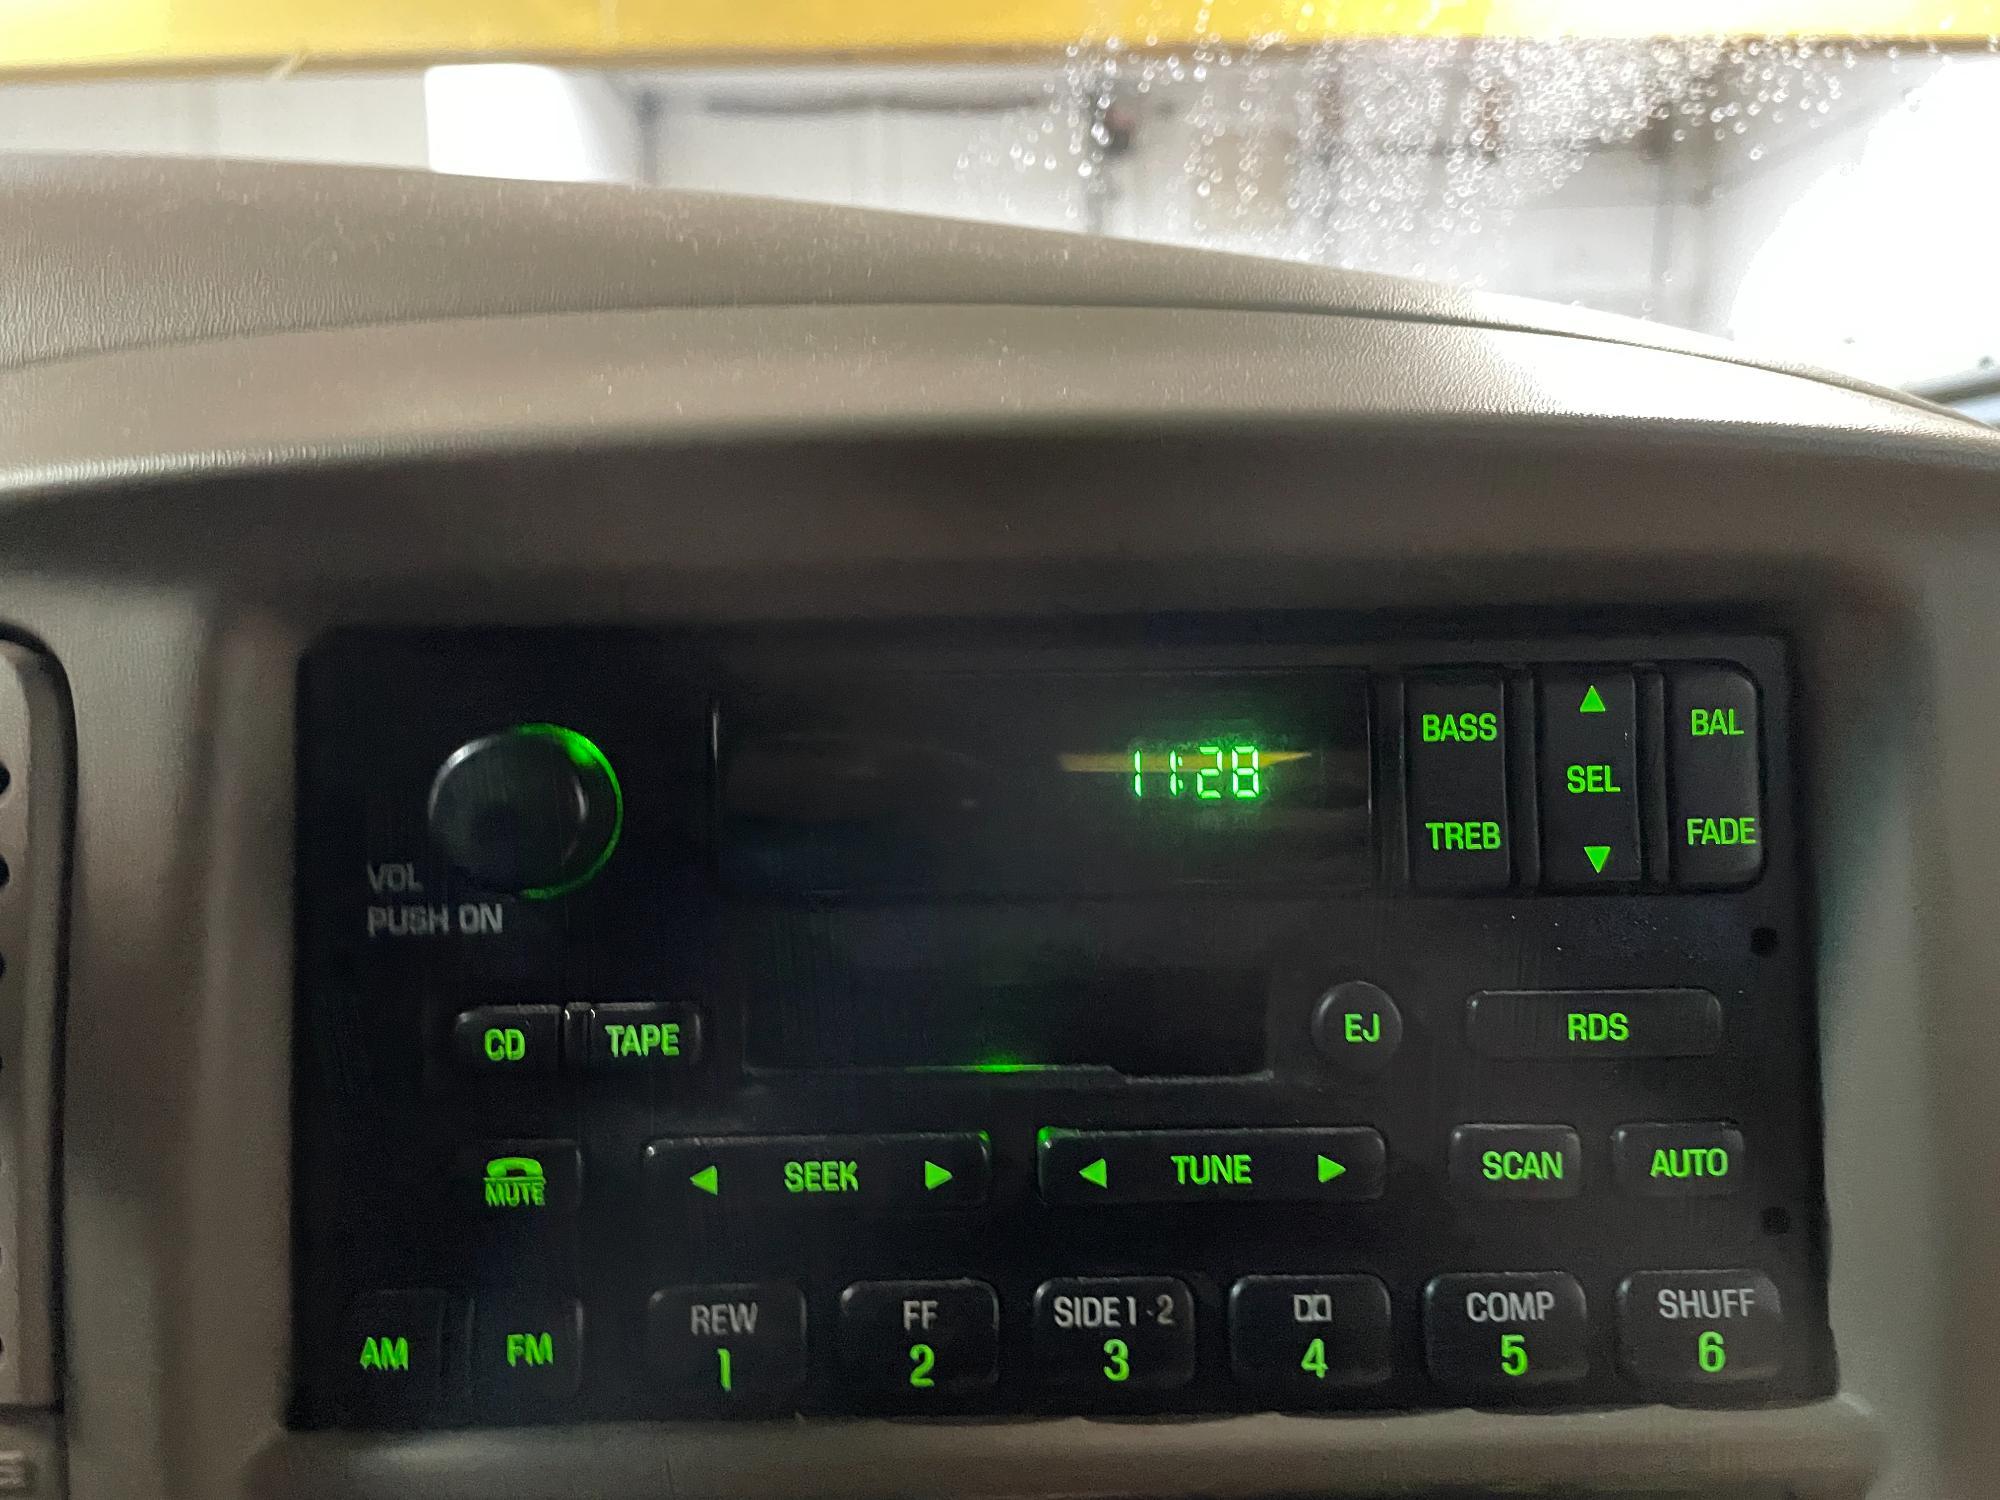 11:28
BASS
SEL
BAL
TREB
FADE
VOL
PUSH ON
CD
TAPE
EJ
RDS
MUTE
SEEK
TUNE
SCAN
AUTO
AM
FM
REW
1
FF
2
SIDE 1-2
3
4
COMP
5
SHUFF
6